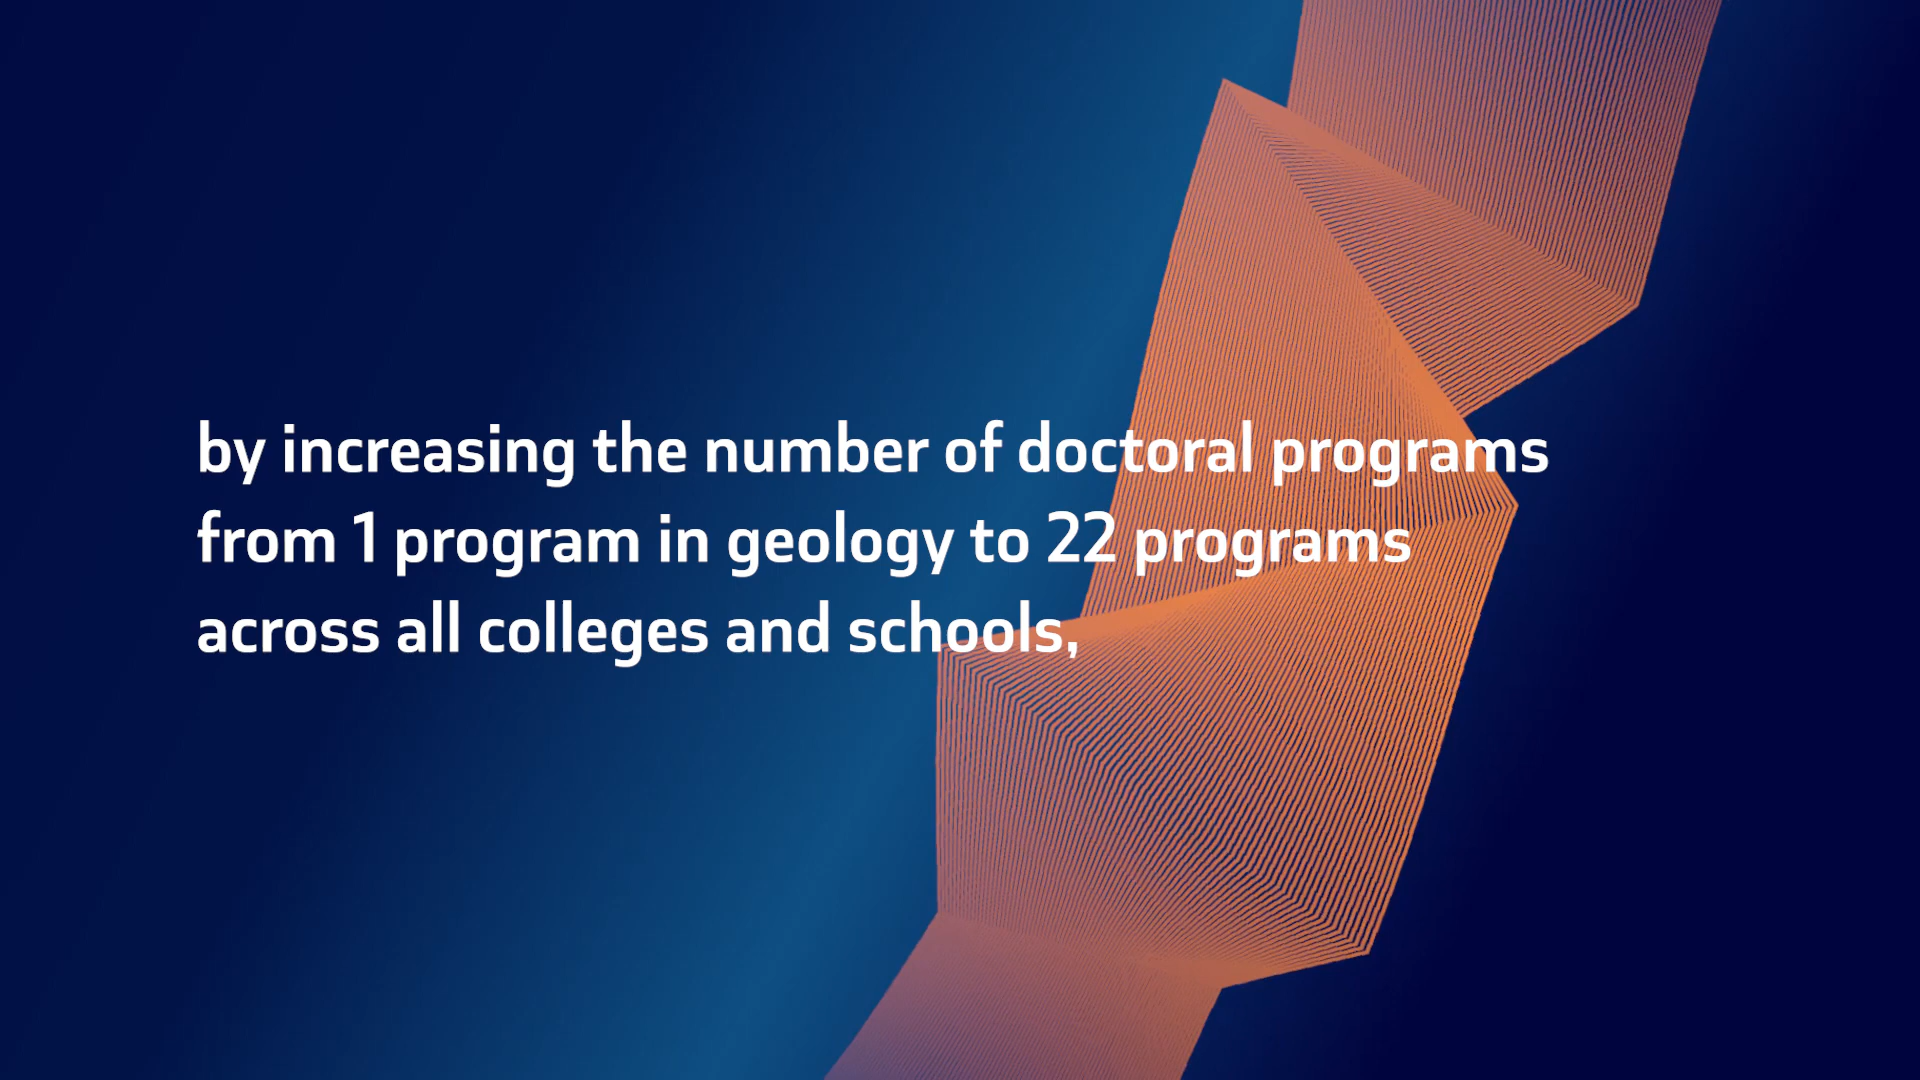 by increasing the number of doctoral programs
from 1 program in geology to 22 programs
across all colleges and schools,